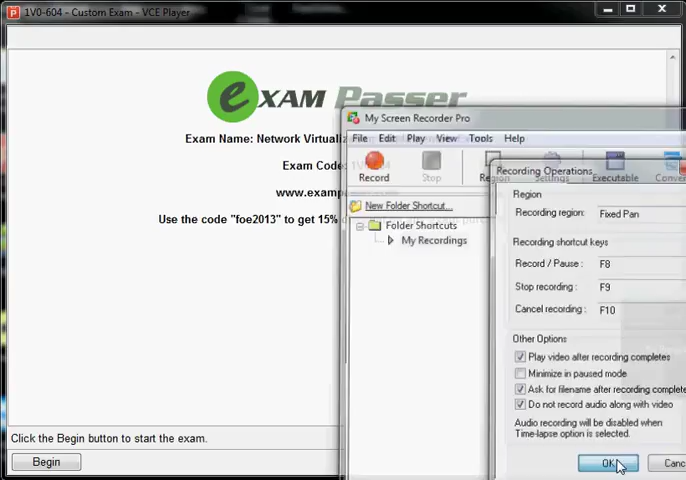 1V0-604 - Custom Exam - VCE Player
eXAM Passer
Exam Name: Network Virtualiz
Exam Code:
www.examp
Use the code "foe2013" to get 15%
Click the Begin button to start the exam.
Begin
My Screen Recorder Pro
File Edit Play View Tools Help
Record Stop Region Settings Executable Conver
New Folder Shortcut...
Folder Shortcuts
My Recordings
Recording Operations
Region
Recording region: Fixed Pan
Recording shortcut keys
Record / Pause : F8
Stop recording : F9
Cancel recording : F10
Other Options
Play video after recording completes
Minimize in paused mode
Ask for filename after recording complete
Do not record audio along with video
Audio recording will be disabled when
Time-lapse option is selected.
OK Canc